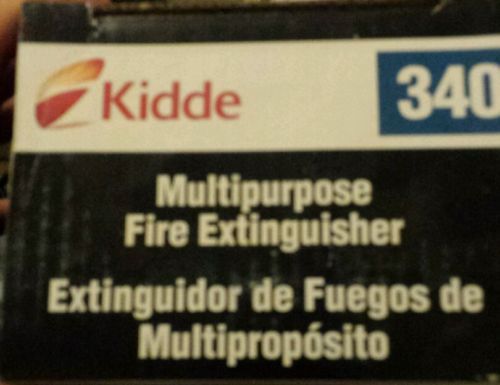 Kidde
340
Multipurpose
Fire Extinguisher
Extinguidor de Fuegos de
Multipropósito